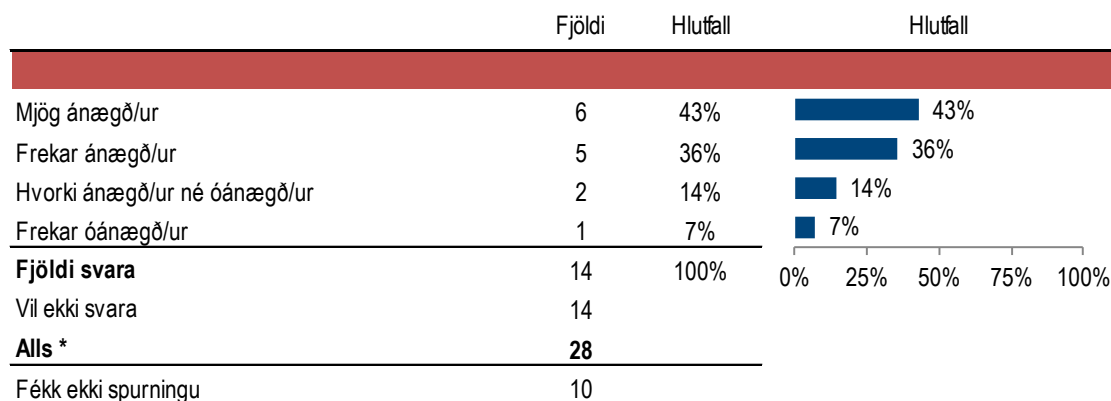 Fjöldi Hlutfall Hlutfall
Mjög ánægð/ur 6 43% 43%
Frekar ánægð/ur 5 36% 36%
Hvorki ánægð/ur né óánægð/ur 2 14% 14%
Frekar óánægð/ur 1 7% 7%
Fjöldi svara 14 100% 0% 25% 50% 75% 100%
Vil ekki svara 14
Alls * 28
Fékk ekki spurningu 10